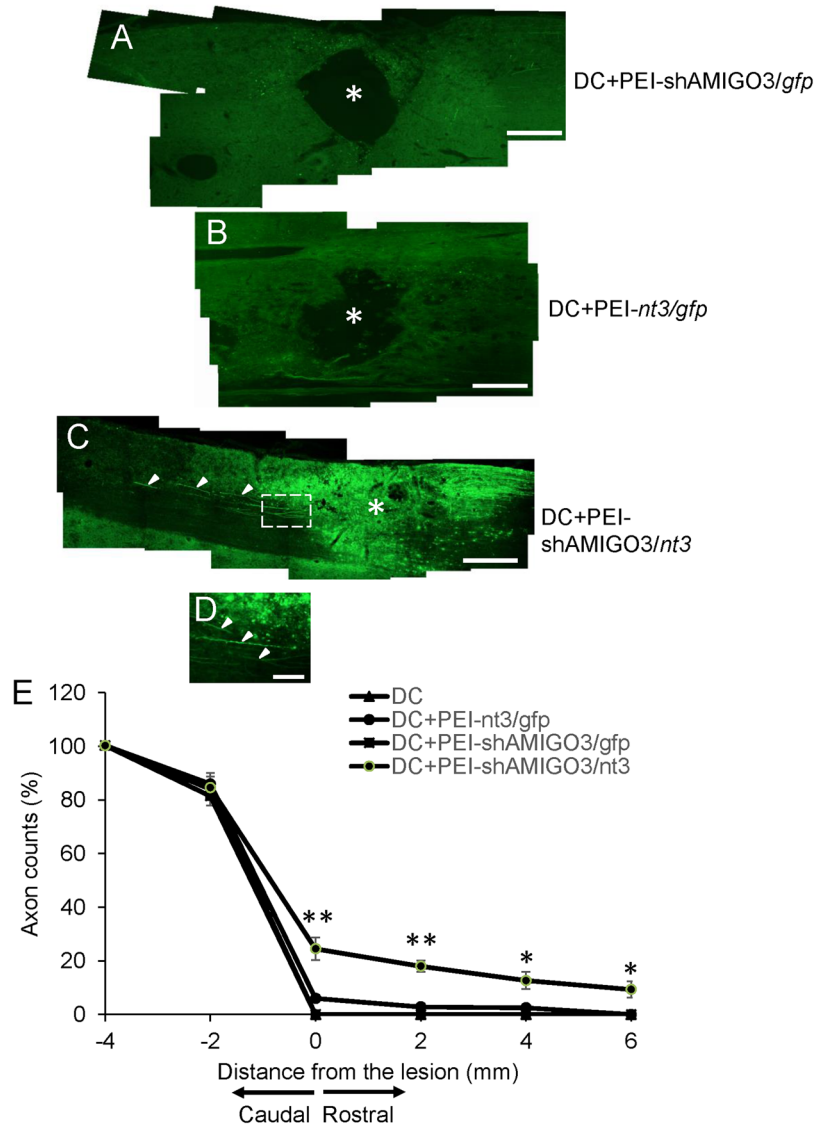 A
*
DC+PEI-shAMIGO3/gfp
B
*
DC+PEI-nt3/gfp
C
*
DC+PEI-
shAMIGO3/nt3
D
E
DC
DC+PEI-nt3/gfp
DC+PEI-shAMIGO3/gfp
DC+PEI-shAMIGO3/nt3
Axon counts (%)
120
100
80
60
40
20
0
**
**
*
*
-4
-2
0
2
4
6
Distance from the lesion (mm)
Caudal Rostral